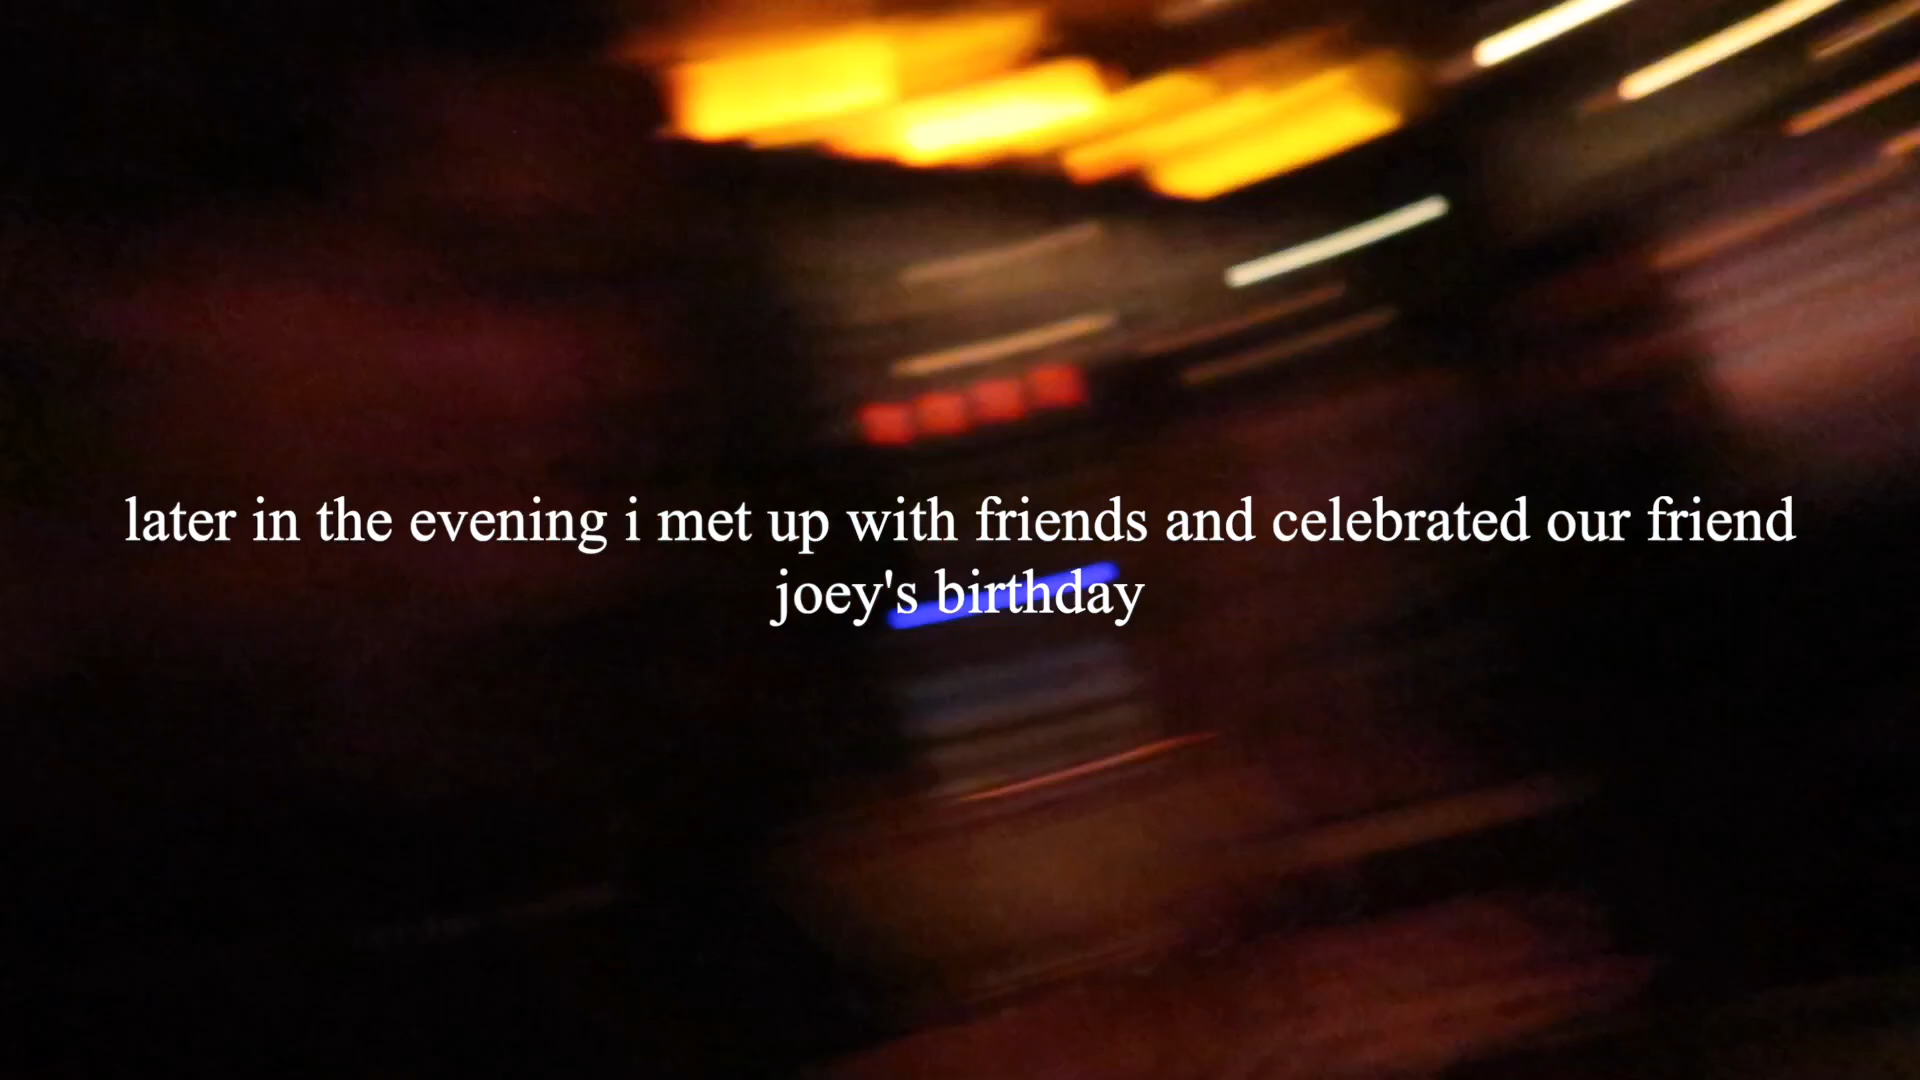 later in the evening i met up with friends and celebrated our friend
joey's birthday